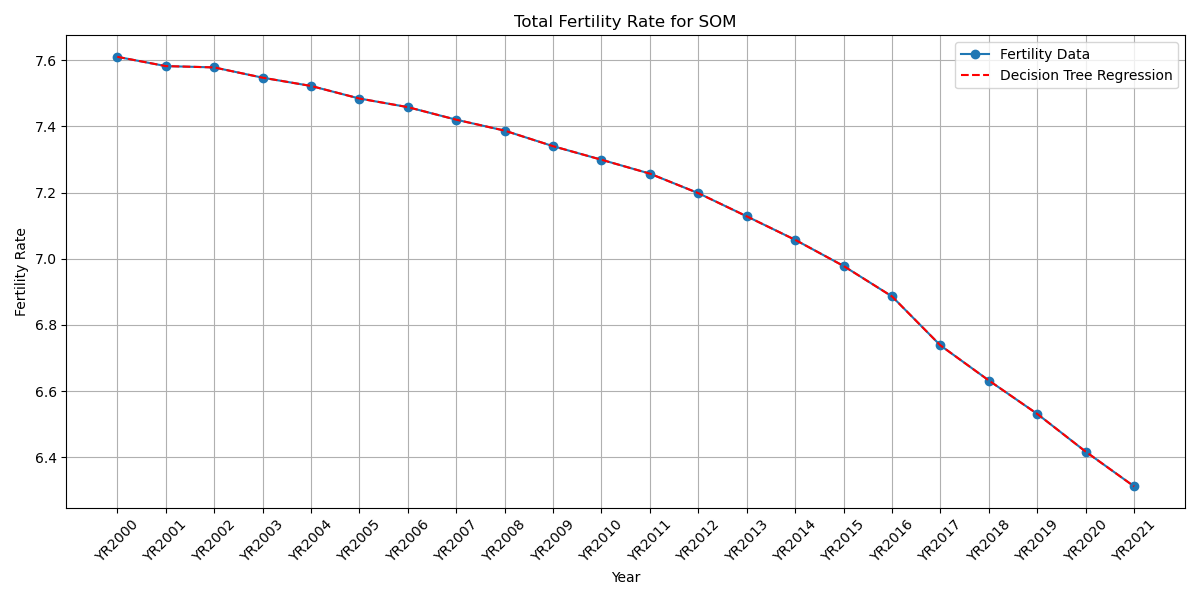 Total Fertility Rate for SOM
Fertility Data
Decision Tree Regression
Fertility Rate
7.6
7.4
7.2
7.0
6.8
6.6
6.4
YR2000
YR2001
YR2002
YR2003
YR2004
YR2005
YR2006
YR2007
YR2008
YR2009
YR2010
YR2011
YR2012
YR2013
YR2014
YR2015
YR2016
YR2017
YR2018
YR2019
YR2020
YR2021
Year